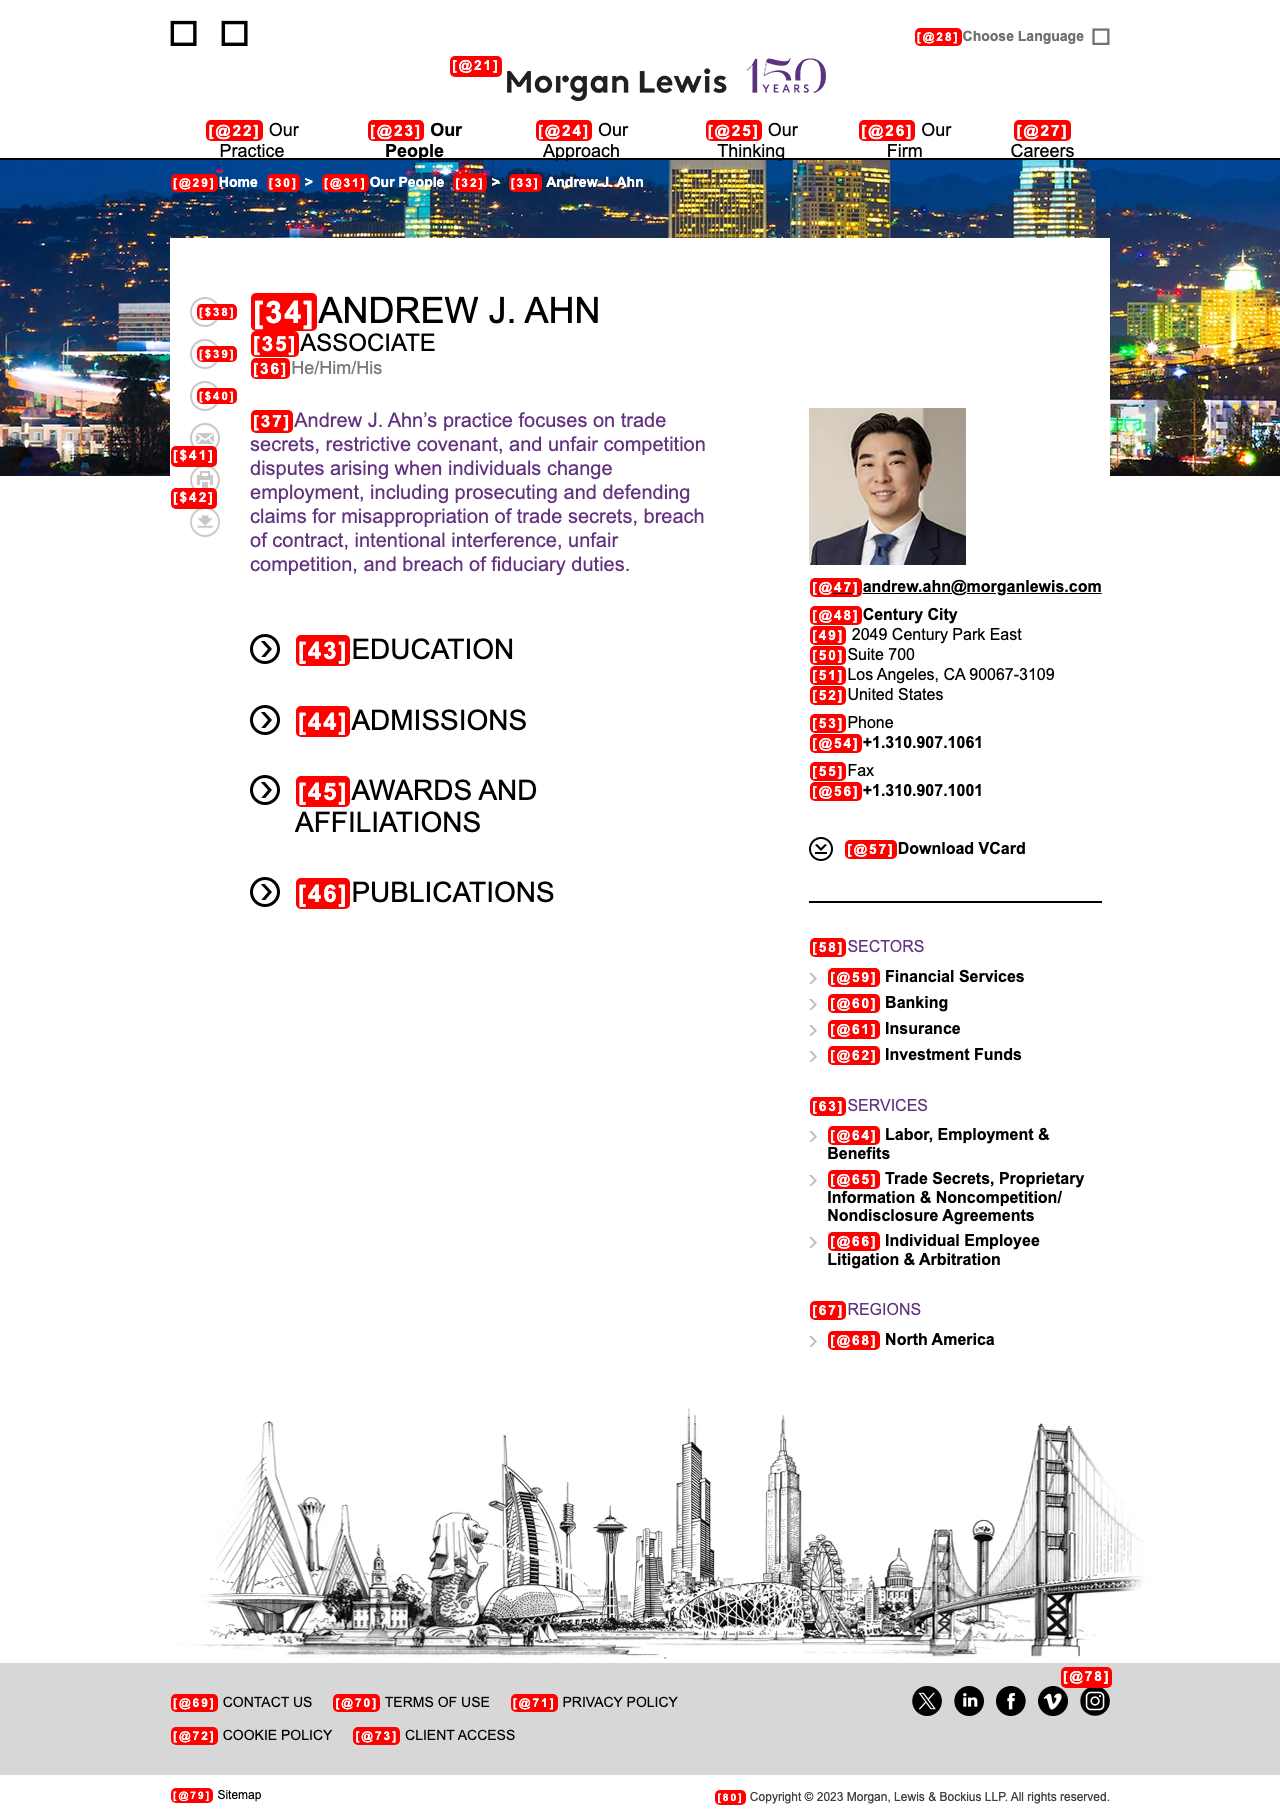 [@28]Choose Language
[@21] Morgan Lewis 150 YEARS
[@22] Our Practice
[@23] Our People
[@24] Our Approach
[@25] Our Thinking
[@26] Our Firm
[@27] Careers
[@29] Home [30] > [@31] Our People [32] > [33] Andrew J. Ahn
[$38]
[$39]
[$40]
[$41]
[$42]
[34]ANDREW J. AHN
[35]ASSOCIATE
[36]He/Him/His
[37]Andrew J. Ahn’s practice focuses on trade
secrets, restrictive covenant, and unfair competition
disputes arising when individuals change
employment, including prosecuting and defending
claims for misappropriation of trade secrets, breach
of contract, intentional interference, unfair
competition, and breach of fiduciary duties.
[43]EDUCATION
[44]ADMISSIONS
[45]AWARDS AND
AFFILIATIONS
[46]PUBLICATIONS
[@47]andrew.ahn@morganlewis.com
[@48]Century City
[49] 2049 Century Park East
[50]Suite 700
[51]Los Angeles, CA 90067-3109
[52]United States
[53]Phone
[@54]+1.310.907.1061
[55]Fax
[@56]+1.310.907.1001
[@57]Download VCard
[58]SECTORS
[@59] Financial Services
[@60] Banking
[@61] Insurance
[@62] Investment Funds
[63]SERVICES
[@64] Labor, Employment &
Benefits
[@65] Trade Secrets, Proprietary
Information & Noncompetition/
Nondisclosure Agreements
[@66] Individual Employee
Litigation & Arbitration
[67]REGIONS
[@68] North America
[@78]
[@69] CONTACT US [@70] TERMS OF USE [@71] PRIVACY POLICY
[@72] COOKIE POLICY [@73] CLIENT ACCESS
[@79] Sitemap
[80] Copyright © 2023 Morgan, Lewis & Bockius LLP. All rights reserved.